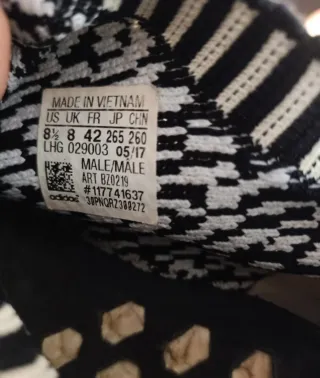 MADE IN VIETNAM
US UK FR JP CHN
8½ 8 42 265 260
LHG 029003 05/17
MALE/MALE
ART BZ0219
#117741637
adidas